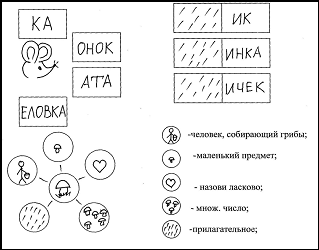 КА
ОНОК
АТА
ЕЛОВКА
ИК
ИНКА
ИЧЕК
-человек, собирающий грибы;
-маленький предмет;
- назови ласково;
- множ. число;
-прилагательное;